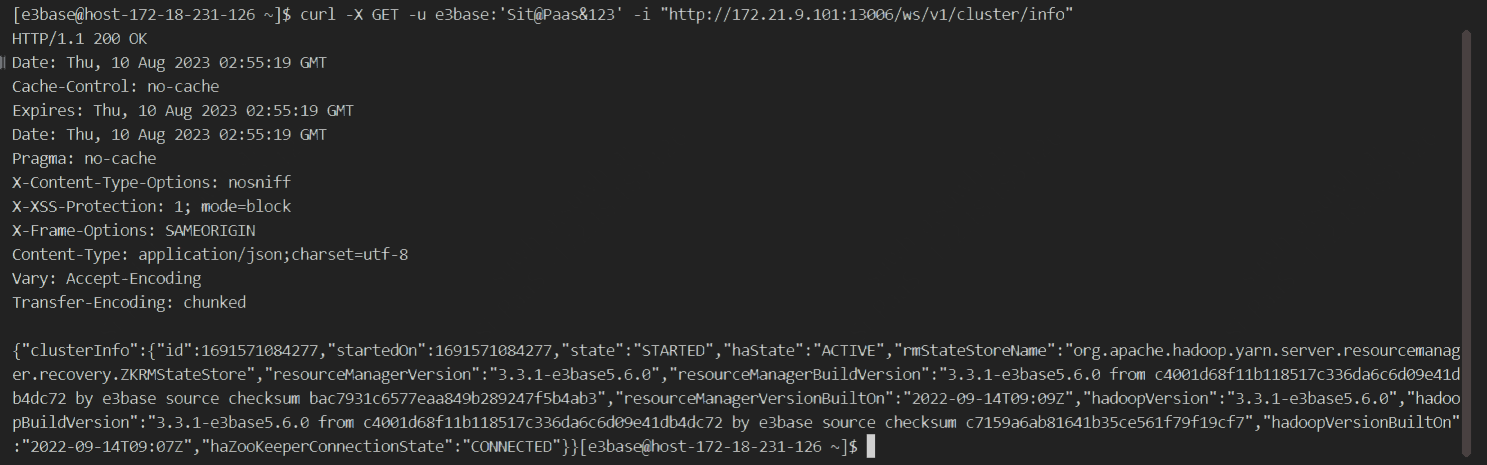 [e3base@host-172-18-231-126 ~]$ curl -X GET -u e3base:'Sit@Paas&123' -i "http://172.21.9.101:13006/ws/v1/cluster/info"
HTTP/1.1 200 OK
Date: Thu, 10 Aug 2023 02:55:19 GMT
Cache-Control: no-cache
Expires: Thu, 10 Aug 2023 02:55:19 GMT
Date: Thu, 10 Aug 2023 02:55:19 GMT
Pragma: no-cache
X-Content-Type-Options: nosniff
X-XSS-Protection: 1; mode=block
X-Frame-Options: SAMEORIGIN
Content-Type: application/json;charset=utf-8
Vary: Accept-Encoding
Transfer-Encoding: chunked

{"clusterInfo":{"id":1691571084277,"startedOn":1691571084277,"state":"STARTED","haState":"ACTIVE","rmStateStoreName":"org.apache.hadoop.yarn.server.resourcemanag
er.recovery.ZKRMStateStore","resourceManagerVersion":"3.3.1-e3base5.6.0","resourceManagerBuildVersion":"3.3.1-e3base5.6.0 from c4001d68f11b118517c336da6c6d09e41d
b4dc72 by e3base source checksum bac7931c6577eaa849b289247f5b4ab3","resourceManagerVersionBuiltOn":"2022-09-14T09:09Z","hadoopVersion":"3.3.1-e3base5.6.0","hadoo
pBuildVersion":"3.3.1-e3base5.6.0 from c4001d68f11b118517c336da6c6d09e41db4dc72 by e3base source checksum c7159a6ab81641b35ce561f79f19cf7","hadoopVersionBuiltOn"
:"2022-09-14T09:07Z","haZooKeeperConnectionState":"CONNECTED"}}[e3base@host-172-18-231-126 ~]$